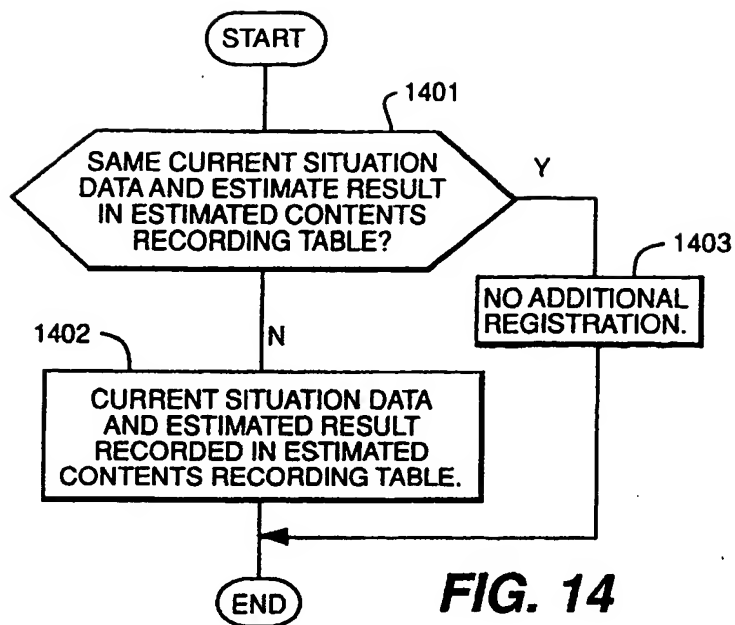 START
1401
SAME CURRENT SITUATION
DATA AND ESTIMATE RESULT
IN ESTIMATED CONTENTS
RECORDING TABLE?
Y
1403
NO ADDITIONAL
REGISTRATION.
N
1402
CURRENT SITUATION DATA
AND ESTIMATED RESULT
RECORDED IN ESTIMATED
CONTENTS RECORDING TABLE.
END
FIG. 14